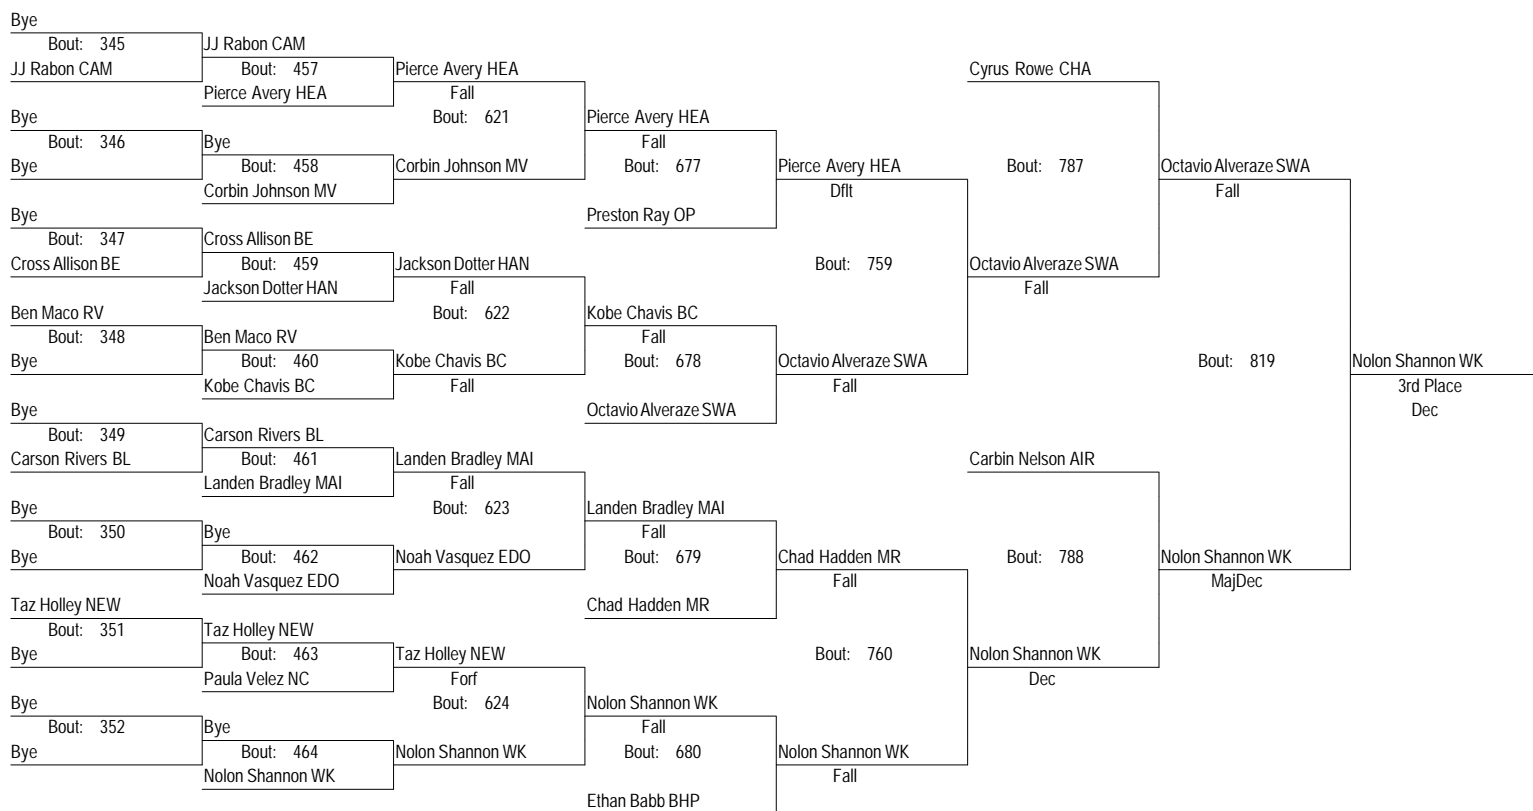 Bye
Bout: 345
JJ Rabon CAM
JJ Rabon CAM
Bout: 457
Pierce Avery HEA
Pierce Avery HEA
Fall
Bout: 621
Bye
Bout: 346
Bye
Bye
Bout: 458
Corbin Johnson MV
Corbin Johnson MV
Pierce Avery HEA
Fall
Bout: 677
Preston Ray OP
Pierce Avery HEA
Dflt
Bye
Bout: 347
Cross Allison BE
Cross Allison BE
Bout: 459
Jackson Dotter HAN
Jackson Dotter HAN
Fall
Bout: 622
Ben Maco RV
Bout: 348
Bye
Ben Maco RV
Bout: 460
Kobe Chavis BC
Kobe Chavis BC
Fall
Kobe Chavis BC
Fall
Bout: 678
Octavio Alveraze SWA
Octavio Alveraze SWA
Fall
Bout: 759
Octavio Alveraze SWA
Fall
Cyrus Rowe CHA
Bout: 787
Octavio Alveraze SWA
Fall
Bye
Bout: 349
Carson Rivers BL
Carson Rivers BL
Bout: 461
Landen Bradley MAI
Landen Bradley MAI
Fall
Bout: 623
Bye
Bout: 350
Bye
Bye
Bout: 462
Noah Vasquez EDO
Noah Vasquez EDO
Landen Bradley MAI
Fall
Bout: 679
Chad Hadden MR
Chad Hadden MR
Fall
Taz Holley NEW
Bout: 351
Bye
Taz Holley NEW
Bout: 463
Paula Velez NC
Taz Holley NEW
Forf
Bout: 624
Bye
Bout: 352
Bye
Bye
Bout: 464
Nolon Shannon WK
Nolon Shannon WK
Nolon Shannon WK
Fall
Bout: 680
Ethan Babb BHP
Nolon Shannon WK
Fall
Bout: 760
Nolon Shannon WK
Dec
Carbin Nelson AIR
Bout: 788
Nolon Shannon WK
MajDec
Bout: 819
Nolon Shannon WK
3rd Place
Dec